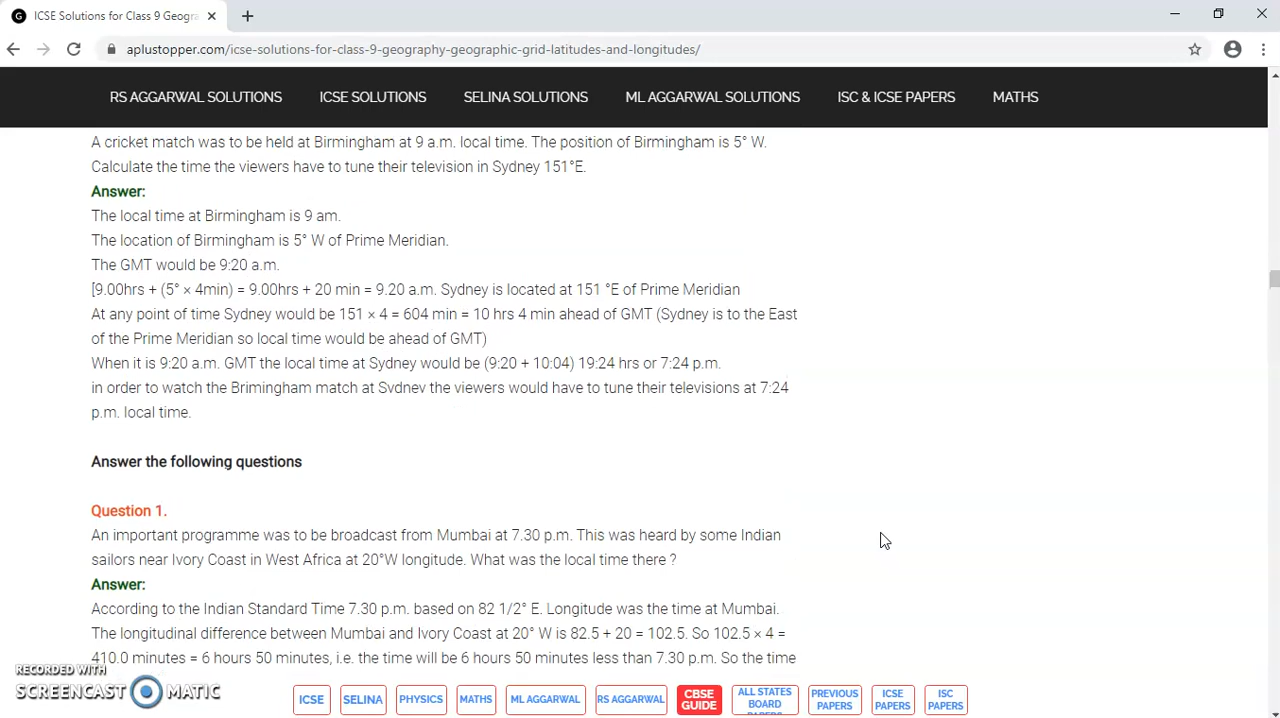 ICSE Solutions for Class 9 Geogra
aplustopper.com/icse-solutions-for-class-9-geography-geographic-grid-latitudes-and-longitudes/
RS AGGARWAL SOLUTIONS ICSE SOLUTIONS SELINA SOLUTIONS ML AGGARWAL SOLUTIONS ISC & ICSE PAPERS MATHS
A cricket match was to be held at Birmingham at 9 a.m. local time. The position of Birmingham is 5° W.
Calculate the time the viewers have to tune their television in Sydney 151°E.
Answer:
The local time at Birmingham is 9 am.
The location of Birmingham is 5° W of Prime Meridian.
The GMT would be 9:20 a.m.
[9.00hrs + (5° × 4min) = 9.00hrs + 20 min = 9.20 a.m. Sydney is located at 151 °E of Prime Meridian
At any point of time Sydney would be 151 × 4 = 604 min = 10 hrs 4 min ahead of GMT (Sydney is to the East
of the Prime Meridian so local time would be ahead of GMT)
When it is 9:20 a.m. GMT the local time at Sydney would be (9:20 + 10:04) 19:24 hrs or 7:24 p.m.
in order to watch the Brimingham match at Svdnev the viewers would have to tune their televisions at 7:24
p.m. local time.
Answer the following questions
Question 1.
An important programme was to be broadcast from Mumbai at 7.30 p.m. This was heard by some Indian
sailors near Ivory Coast in West Africa at 20°W longitude. What was the local time there ?
Answer:
According to the Indian Standard Time 7.30 p.m. based on 82 1/2° E. Longitude was the time at Mumbai.
The longitudinal difference between Mumbai and Ivory Coast at 20° W is 82.5 + 20 = 102.5. So 102.5 × 4 =
410.0 minutes = 6 hours 50 minutes, i.e. the time will be 6 hours 50 minutes less than 7.30 p.m. So the time
RECORDED WITH
SCREENCAST MATIC
ICSE SELINA PHYSICS MATHS ML AGGARWAL RS AGGARWAL CBSE GUIDE ALL STATES BOARD PAPERS PREVIOUS PAPERS ICSE PAPERS ISC PAPERS